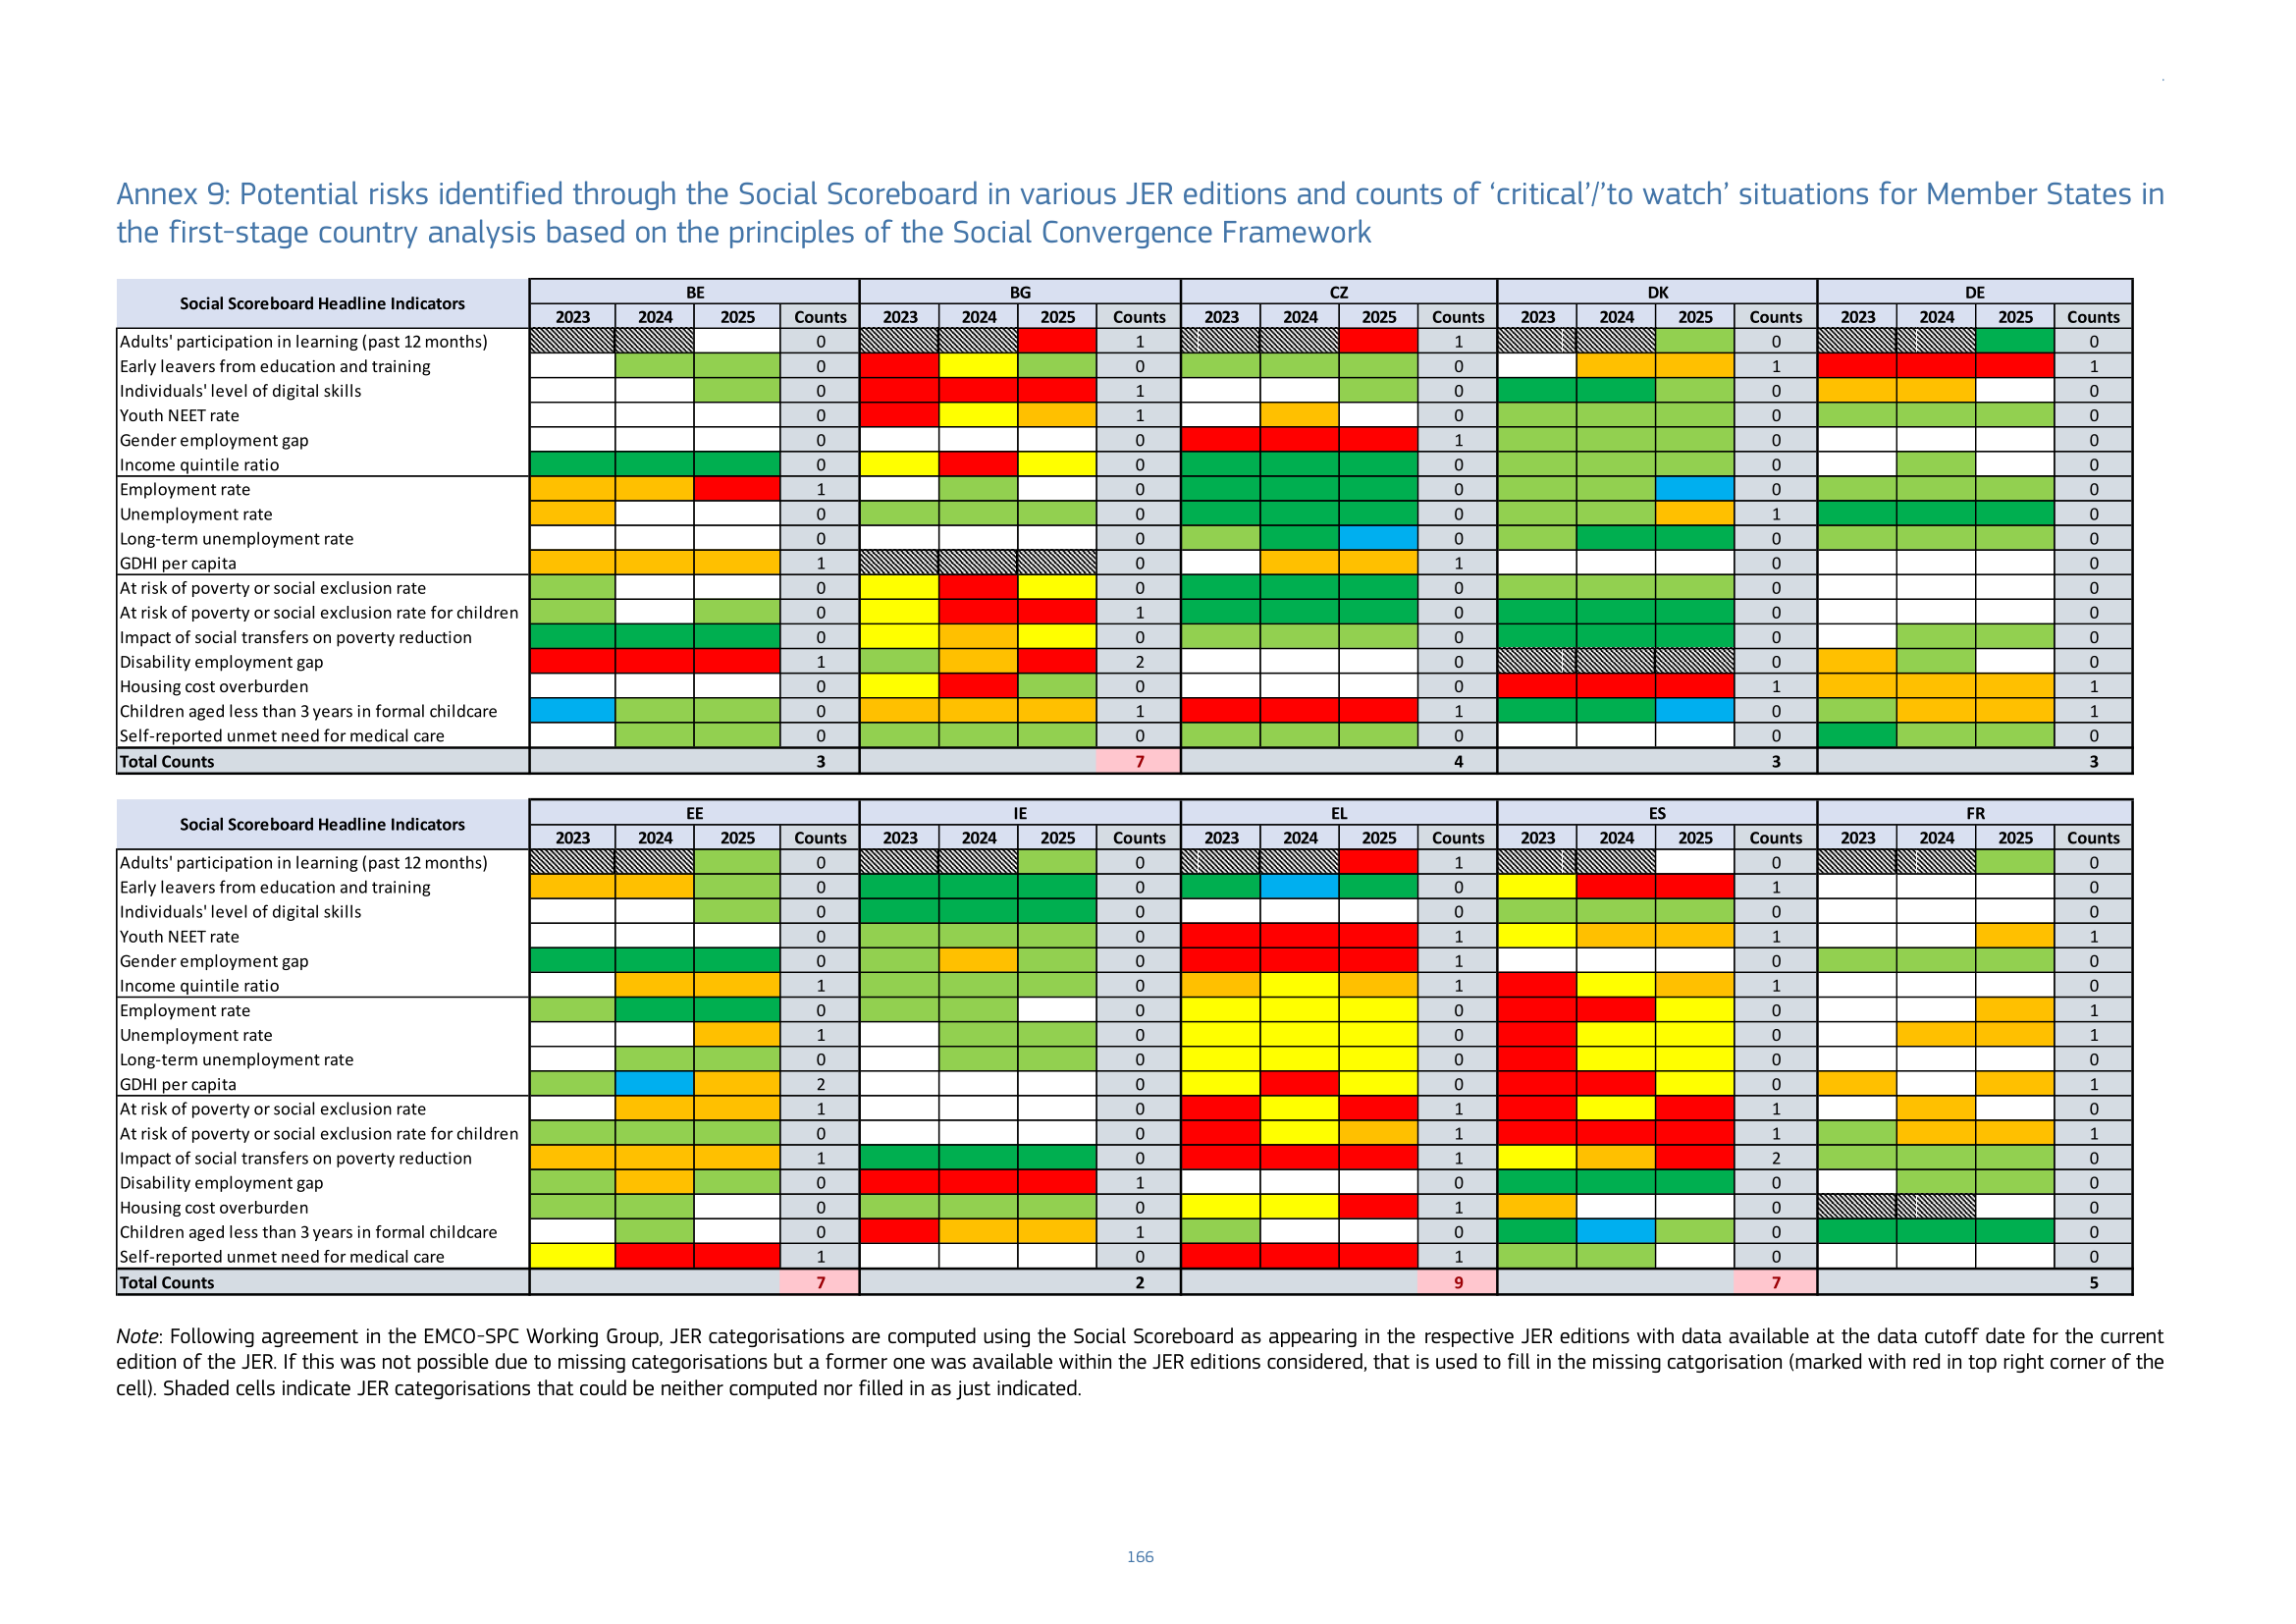 Annex 9: Potential risks identified through the Social Scoreboard in various JER editions and counts of ‘critical’/’to watch’ situations for Member States in
the first-stage country analysis based on the principles of the Social Convergence Framework
Social Scoreboard Headline Indicators BE BG CZ DK DE
2023 2024 2025 Counts 2023 2024 2025 Counts 2023 2024 2025 Counts 2023 2024 2025 Counts 2023 2024 2025 Counts
Adults' participation in learning (past 12 months) 0 1 1 0 0
Early leavers from education and training 0 0 0 1 1
Individuals' level of digital skills 0 1 0 0 0
Youth NEET rate 0 1 0 0 0
Gender employment gap 0 0 1 0 0
Income quintile ratio 0 0 0 0 0
Employment rate 1 0 0 0 0
Unemployment rate 0 0 0 1 0
Long-term unemployment rate 0 0 0 0 0
GDHI per capita 1 0 1 0 0
At risk of poverty or social exclusion rate 0 0 0 0 0
At risk of poverty or social exclusion rate for children 0 1 0 0 0
Impact of social transfers on poverty reduction 0 0 0 0 0
Disability employment gap 1 2 0 0 0
Housing cost overburden 0 0 0 1 1
Children aged less than 3 years in formal childcare 0 1 1 0 1
Self-reported unmet need for medical care 0 0 0 0 0
Total Counts 3 7 4 3 3
Social Scoreboard Headline Indicators EE IE EL ES FR
2023 2024 2025 Counts 2023 2024 2025 Counts 2023 2024 2025 Counts 2023 2024 2025 Counts 2023 2024 2025 Counts
Adults' participation in learning (past 12 months) 0 0 1 0 0
Early leavers from education and training 0 0 0 1 0
Individuals' level of digital skills 0 0 0 0 0
Youth NEET rate 0 0 1 1 1
Gender employment gap 0 0 1 0 0
Income quintile ratio 1 0 1 1 0
Employment rate 0 0 0 0 1
Unemployment rate 1 0 0 0 1
Long-term unemployment rate 0 0 0 0 0
GDHI per capita 2 0 0 0 1
At risk of poverty or social exclusion rate 1 0 1 1 0
At risk of poverty or social exclusion rate for children 0 0 1 1 1
Impact of social transfers on poverty reduction 1 0 1 2 0
Disability employment gap 0 1 0 0 0
Housing cost overburden 0 0 1 0 0
Children aged less than 3 years in formal childcare 0 1 0 0 0
Self-reported unmet need for medical care 1 0 1 0 0
Total Counts 7 2 9 7 5
Note: Following agreement in the EMCO-SPC Working Group, JER categorisations are computed using the Social Scoreboard as appearing in the respective JER editions with data available at the data cutoff date for the current
edition of the JER. If this was not possible due to missing categorisations but a former one was available within the JER editions considered, that is used to fill in the missing catgorisation (marked with red in top right corner of the
cell). Shaded cells indicate JER categorisations that could be neither computed nor filled in as just indicated.
166